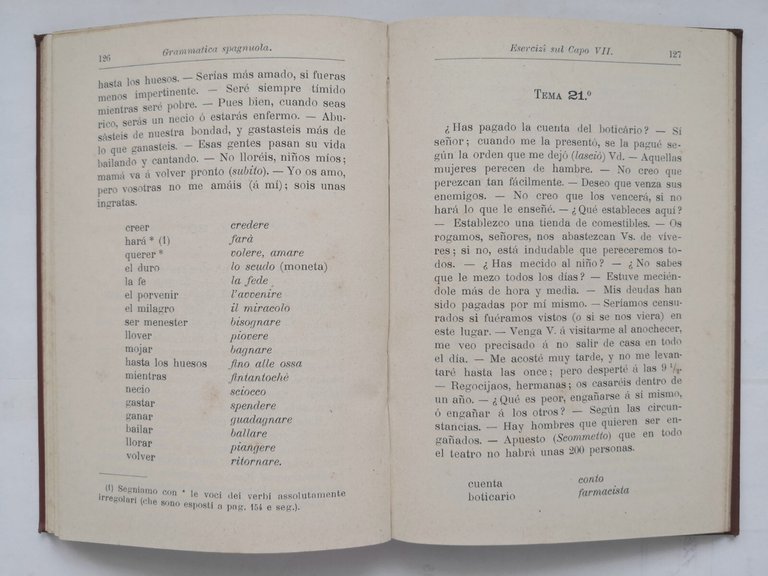 126
Grammatica spagnuola.
hasta los huesos. — Serías más amado, si fueras
menos impertinente. — Seré siempre tímido
mientras seré pobre. — Pues bien, cuando seas
rico, serás un necio ó estarás enfermo. — Abu-
sásteis de nuestra bondad, y gastasteis más de
lo que ganasteis. — Esas gentes pasan su vida
bailando y cantando. — No lloréis, niños míos;
mamá va á volver pronto (subito). — Yo os amo,
pero vosotras no me amáis (á mí); sois unas
ingratas.
creer credere
hará * (1) farà
querer * volere, amare
el duro lo scudo (moneta)
la fe la fede
el porvenir l'avvenire
el milagro il miracolo
ser menester bisognare
llover piovere
mojar bagnare
hasta los huesos fino alle ossa
mientras fintantochè
necio sciocco
gastar spendere
ganar guadagnare
bailar ballare
llorar piangere
volver ritornare.
(1) Segniamo con * le voci dei verbi assolutamente
irregolari (che sono esposti a pag. 154 e seg.).
Esercizi sul Capo VII.
127
TEMA 21.º
¿Has pagado la cuenta del boticário? — Sí
señor; cuando me la presentó, se la pagué se-
gún la orden que me dejó (lasciò) Vd. — Aquellas
mujeres perecen de hambre. — No creo que
perezcan tan fácilmente. — Deseo que venza sus
enemigos. — No creo que los vencerá, si no
hará lo que le enseñé. — ¿Qué estableces aquí?
— Establezco una tienda de comestibles. — Os
rogamos, señores, nos abastezcan Vs. de víve-
res; si no, está indudable que pereceremos to-
dos. — ¿Has mecido al niño? — ¿No sabes
que le mezo todos los días? — Estuve mecién-
dole más de hora y media. — Mis deudas han
sido pagadas por mí mismo. — Seríamos censu-
rados si fuéramos vistos (o si se nos viera) en
este lugar. — Venga V. á visitarme al anochecer,
me veo precisado á no salir de casa en todo
el día. — Me acosté muy tarde, y no me levan-
taré hasta las once; pero desperté á las 9 1/2.
— Regocijaos, hermanas; os casaréis dentro de
un año. — ¿Qué es peor, engañarse á si mismo,
ó engañar á los otros? — Según las circun-
stancias. — Hay hombres que quieren ser en-
gañados. — Apuesto (Scommetto) que en todo
el teatro no habrá unas 200 personas.
cuenta conto
boticario farmacista